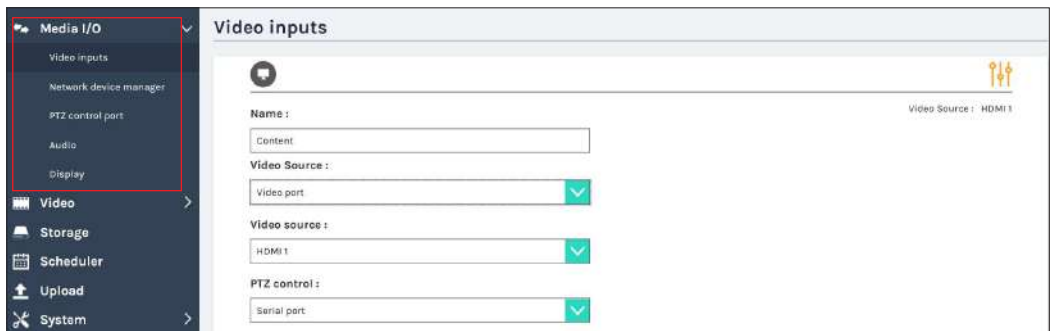 Media I/O
Video inputs
Network device manager
PTZ control port
Audio
Display
Video
Storage
Scheduler
Upload
System
Video inputs
Video Source : HDMI 1
Name :
Content
Video Source :
Video port
Video source :
HDMI 1
PTZ control :
Serial port